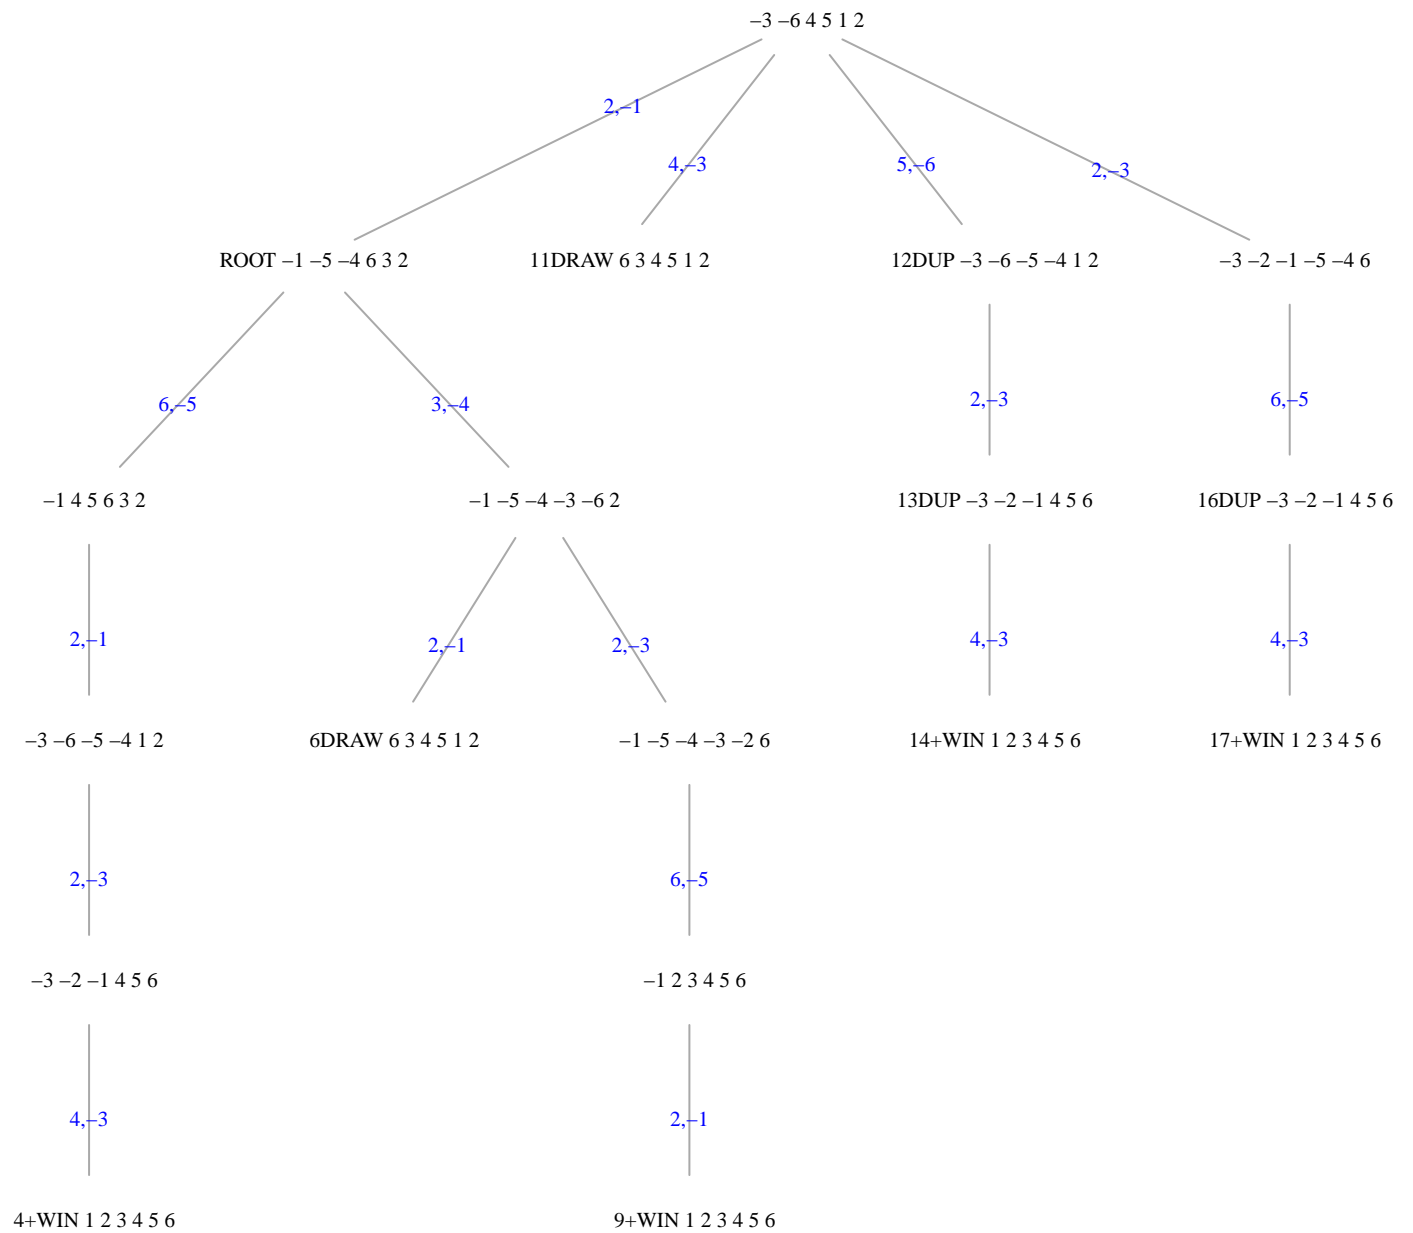 –3 –6 4 5 1 2
2,–1
4,–3
5,–6
2,–3
ROOT –1 –5 –4 6 3 2
11DRAW 6 3 4 5 1 2
12DUP –3 –6 –5 –4 1 2
–3 –2 –1 –5 –4 6
6,–5
3,–4
2,–3
6,–5
–1 4 5 6 3 2
–1 –5 –4 –3 –6 2
13DUP –3 –2 –1 4 5 6
16DUP –3 –2 –1 4 5 6
2,–1
2,–1
2,–3
4,–3
4,–3
–3 –6 –5 –4 1 2
6DRAW 6 3 4 5 1 2
–1 –5 –4 –3 –2 6
14+WIN 1 2 3 4 5 6
17+WIN 1 2 3 4 5 6
2,–3
6,–5
–3 –2 –1 4 5 6
–1 2 3 4 5 6
4,–3
2,–1
4+WIN 1 2 3 4 5 6
9+WIN 1 2 3 4 5 6